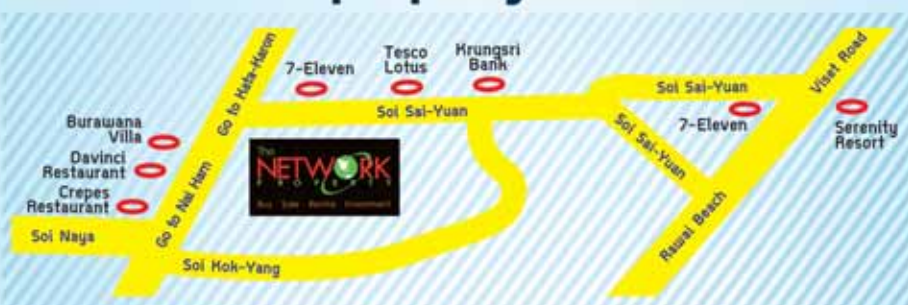 7-Eleven
Tesco
Lotus
Krungsri
Bank
Go to Kata-Karon
Soi Sai-Yuan
Soi Sai-Yuan
Viset Road
7-Eleven
Serenity
Resort
Soi Sai-Yuan
Burawana
Villa
Davinci
Restaurant
Crepes
Restaurant
The
NETWORK
PROPERTY
Buy Sale Rental Investment
Go to Nai Harn
Rawai Beach
Soi Naya
Soi Kok-Yang